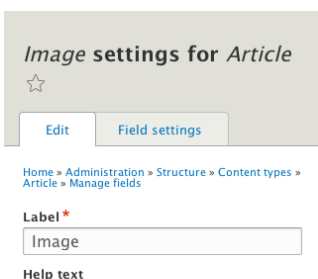 Image settings for Article
Edit Field settings
Home » Administration » Structure » Content types »
Article » Manage fields
Label *
Image
Help text